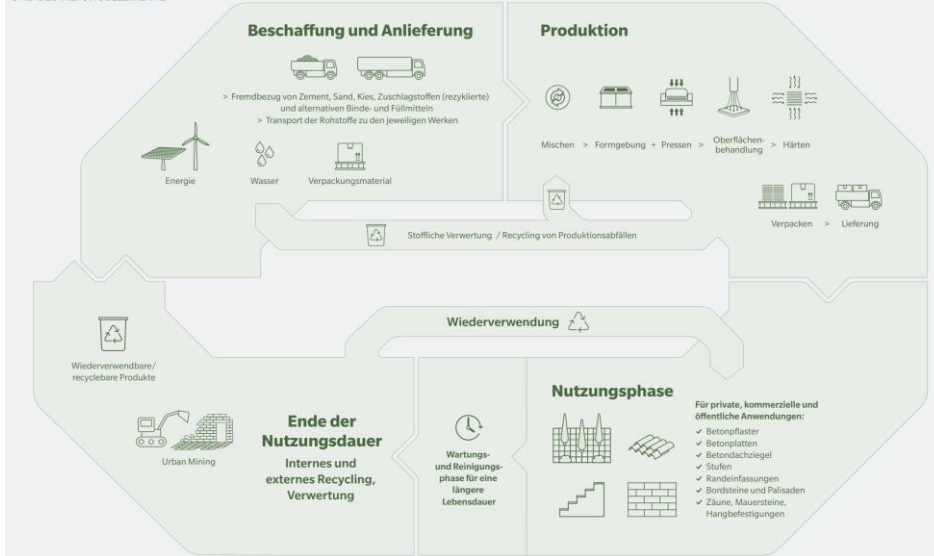 Beschaffung und Anlieferung
> Fremdbezug von Zement, Sand, Kies, Zuschlagstoffen (rezyklierte)
und alternativen Binde- und Füllmitteln
> Transport der Rohstoffe zu den jeweiligen Werken
Energie
Wasser
Verpackungsmaterial
Produktion
Mischen > Formgebung + Pressen > Oberflächen-
behandlung > Härten
Verpacken > Lieferung
Stoffliche Verwertung / Recycling von Produktionsabfällen
Wiederverwendung
Wiederverwendbare/
recyclebare Produkte
Urban Mining
Ende der
Nutzungsdauer
Internes und
externes Recycling,
Verwertung
Wartungs-
und Reinigungs-
phase für eine
längere
Lebensdauer
Nutzungsphase
Für private, kommerzielle und
öffentliche Anwendungen:
✓ Betonpflaster
✓ Betonplatten
✓ Betondachziegel
✓ Stufen
✓ Randeinfassungen
✓ Bordsteine und Palisaden
✓ Zäune, Mauersteine,
Hangbefestigungen